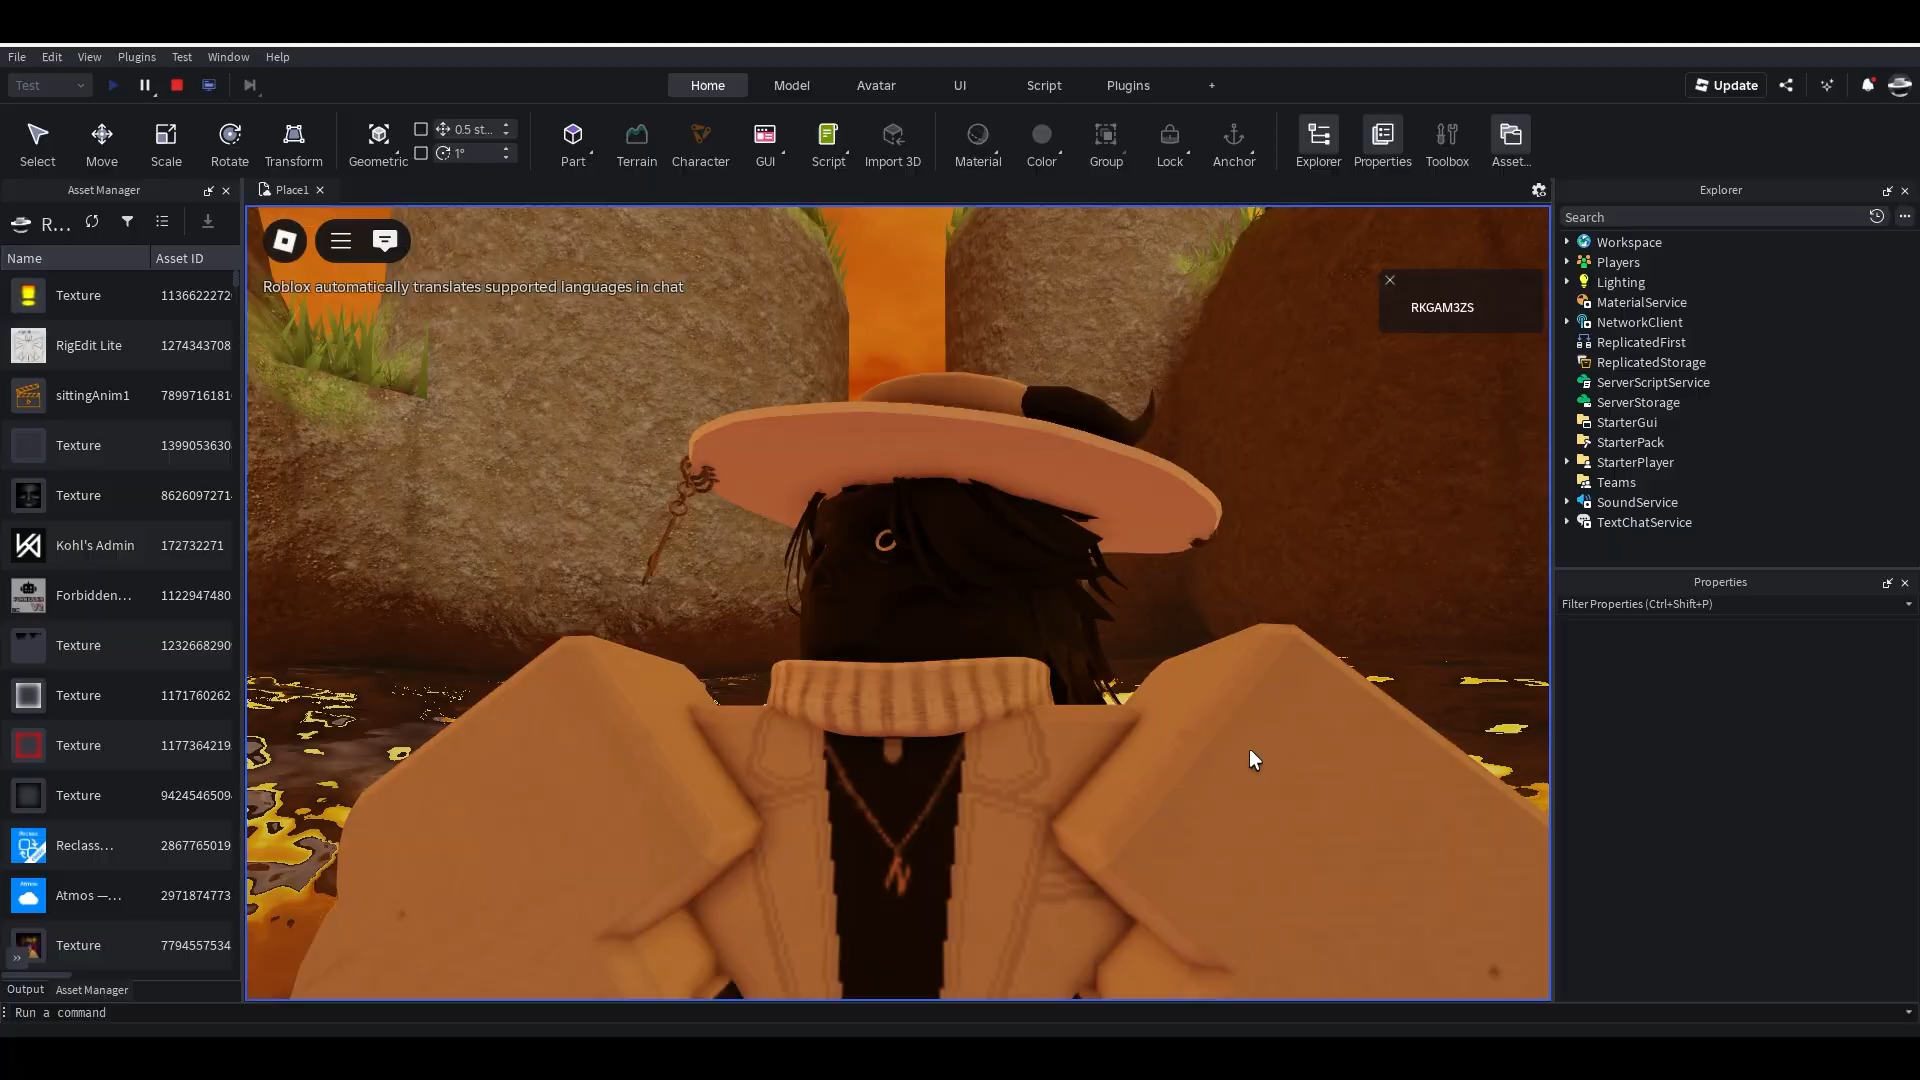 File Edit View Plugins Test Window Help
Test Home Model Avatar UI Script Plugins + Update
Select Move Scale Rotate Transform Geometric 0.5 st... 1° Part Terrain Character GUI Script Import 3D Material Color Group Lock Anchor Explorer Properties Toolbox Asset...
Asset Manager
R...
Name Asset ID
Texture 1136622272
RigEdit Lite 1274343708
sittingAnim1 7899716181
Texture 1399053630
Texture 8626097271
Kohl's Admin 172732271
Forbidden... 1122947480
Texture 1232668290
Texture 1171760262
Texture 1177364219
Texture 9424546509
Reclass... 2867765019
Atmos —... 2971874773
Texture 7794557534
Output Asset Manager
Run a command
Place1
Roblox automatically translates supported languages in chat
RKGAM3ZS
Explorer
Search
Workspace
Players
Lighting
MaterialService
NetworkClient
ReplicatedFirst
ReplicatedStorage
ServerScriptService
ServerStorage
StarterGui
StarterPack
StarterPlayer
Teams
SoundService
TextChatService
Properties
Filter Properties (Ctrl+Shift+P)